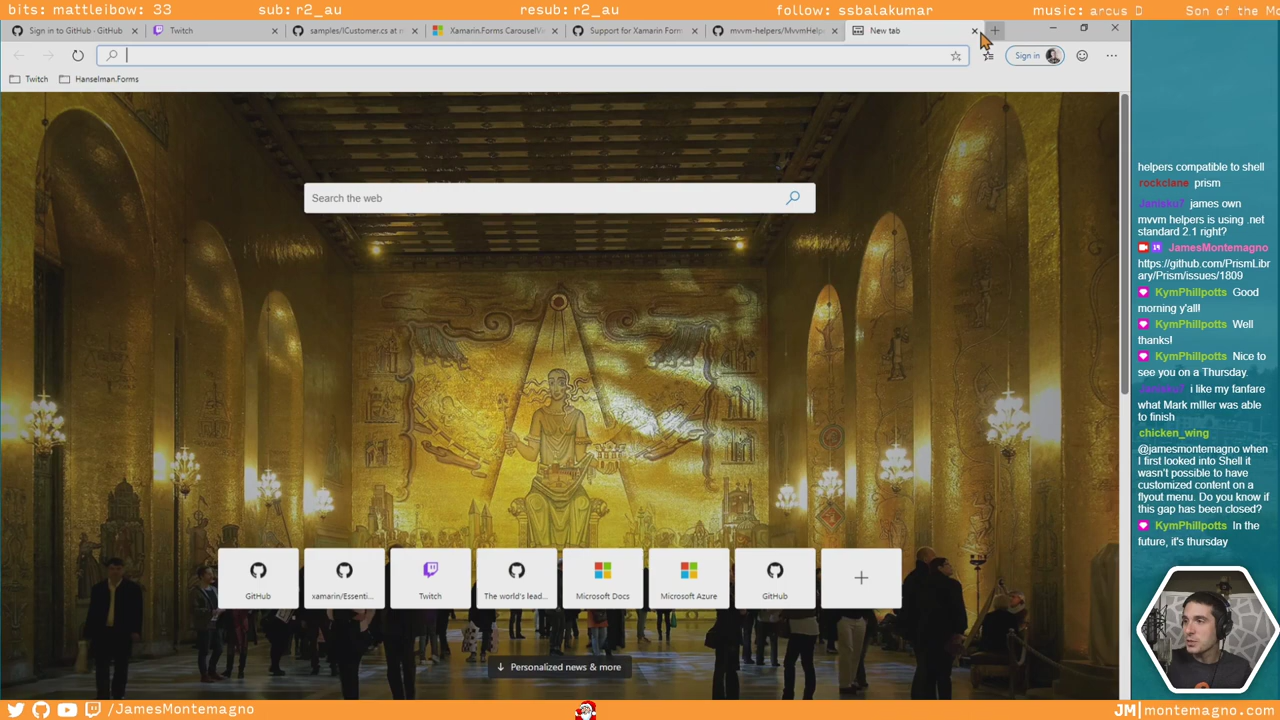 bits: mattleibow: 33
sub: r2_au
resub: r2_au
follow: ssbalakumar
music: arcus D
Son of the Mo
Sign in to GitHub · GitHub
Twitch
samples/ICustomer.cs at m
Xamarin.Forms CarouselVi
Support for Xamarin Form
mvvm-helpers/MvvmHelp
New tab
Sign in
Twitch
Hanselman.Forms
Search the web
GitHub
xamarin/Essenti...
Twitch
The world's lead...
Microsoft Docs
Microsoft Azure
GitHub
Personalized news & more
helpers compatible to shell
rockclane prism
Janisku7 james own
mvvm helpers is using .net
standard 2.1 right?
14 JamesMontemagno
https://github.com/PrismLibr
ary/Prism/issues/1809
KymPhillpotts Good
morning y'all!
KymPhillpotts Well
thanks!
KymPhillpotts Nice to
see you on a Thursday.
Janisku7 i like my fanfare
what Mark mIller was able
to finish
chicken_wing
@jamesmontemagno when
I first looked into Shell it
wasn't possible to have
customized content on a
flyout menu. Do you know if
this gap has been closed?
KymPhillpotts In the
future, it's thursday
/JamesMontemagno
JM montemagno.com